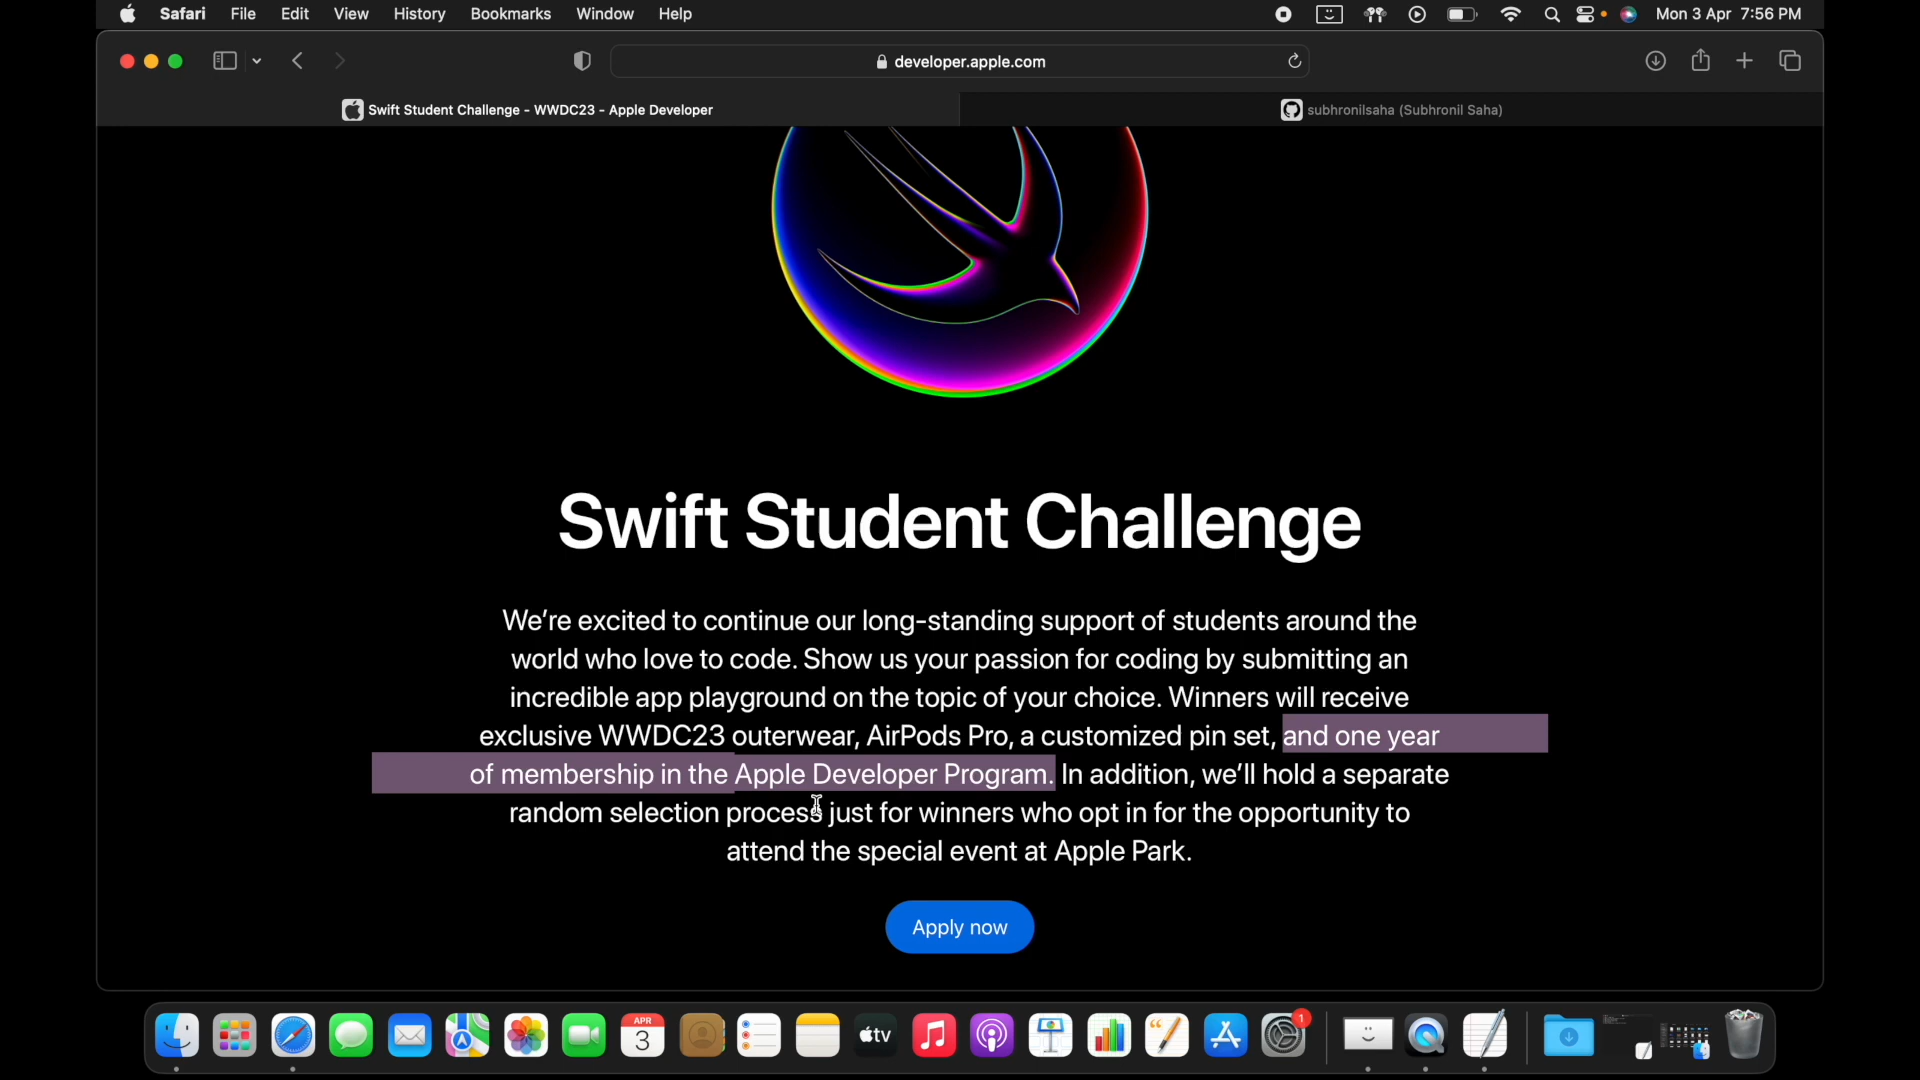 Safari File Edit View History Bookmarks Window Help Mon 3 Apr 7:56 PM
developer.apple.com
Swift Student Challenge - WWDC23 - Apple Developer
subhronilsaha (Subhronil Saha)
Swift Student Challenge
We're excited to continue our long-standing support of students around the
world who love to code. Show us your passion for coding by submitting an
incredible app playground on the topic of your choice. Winners will receive
exclusive WWDC23 outerwear, AirPods Pro, a customized pin set, and one year
of membership in the Apple Developer Program. In addition, we'll hold a separate
random selection process just for winners who opt in for the opportunity to
attend the special event at Apple Park.
Apply now
APR
3
tv
1